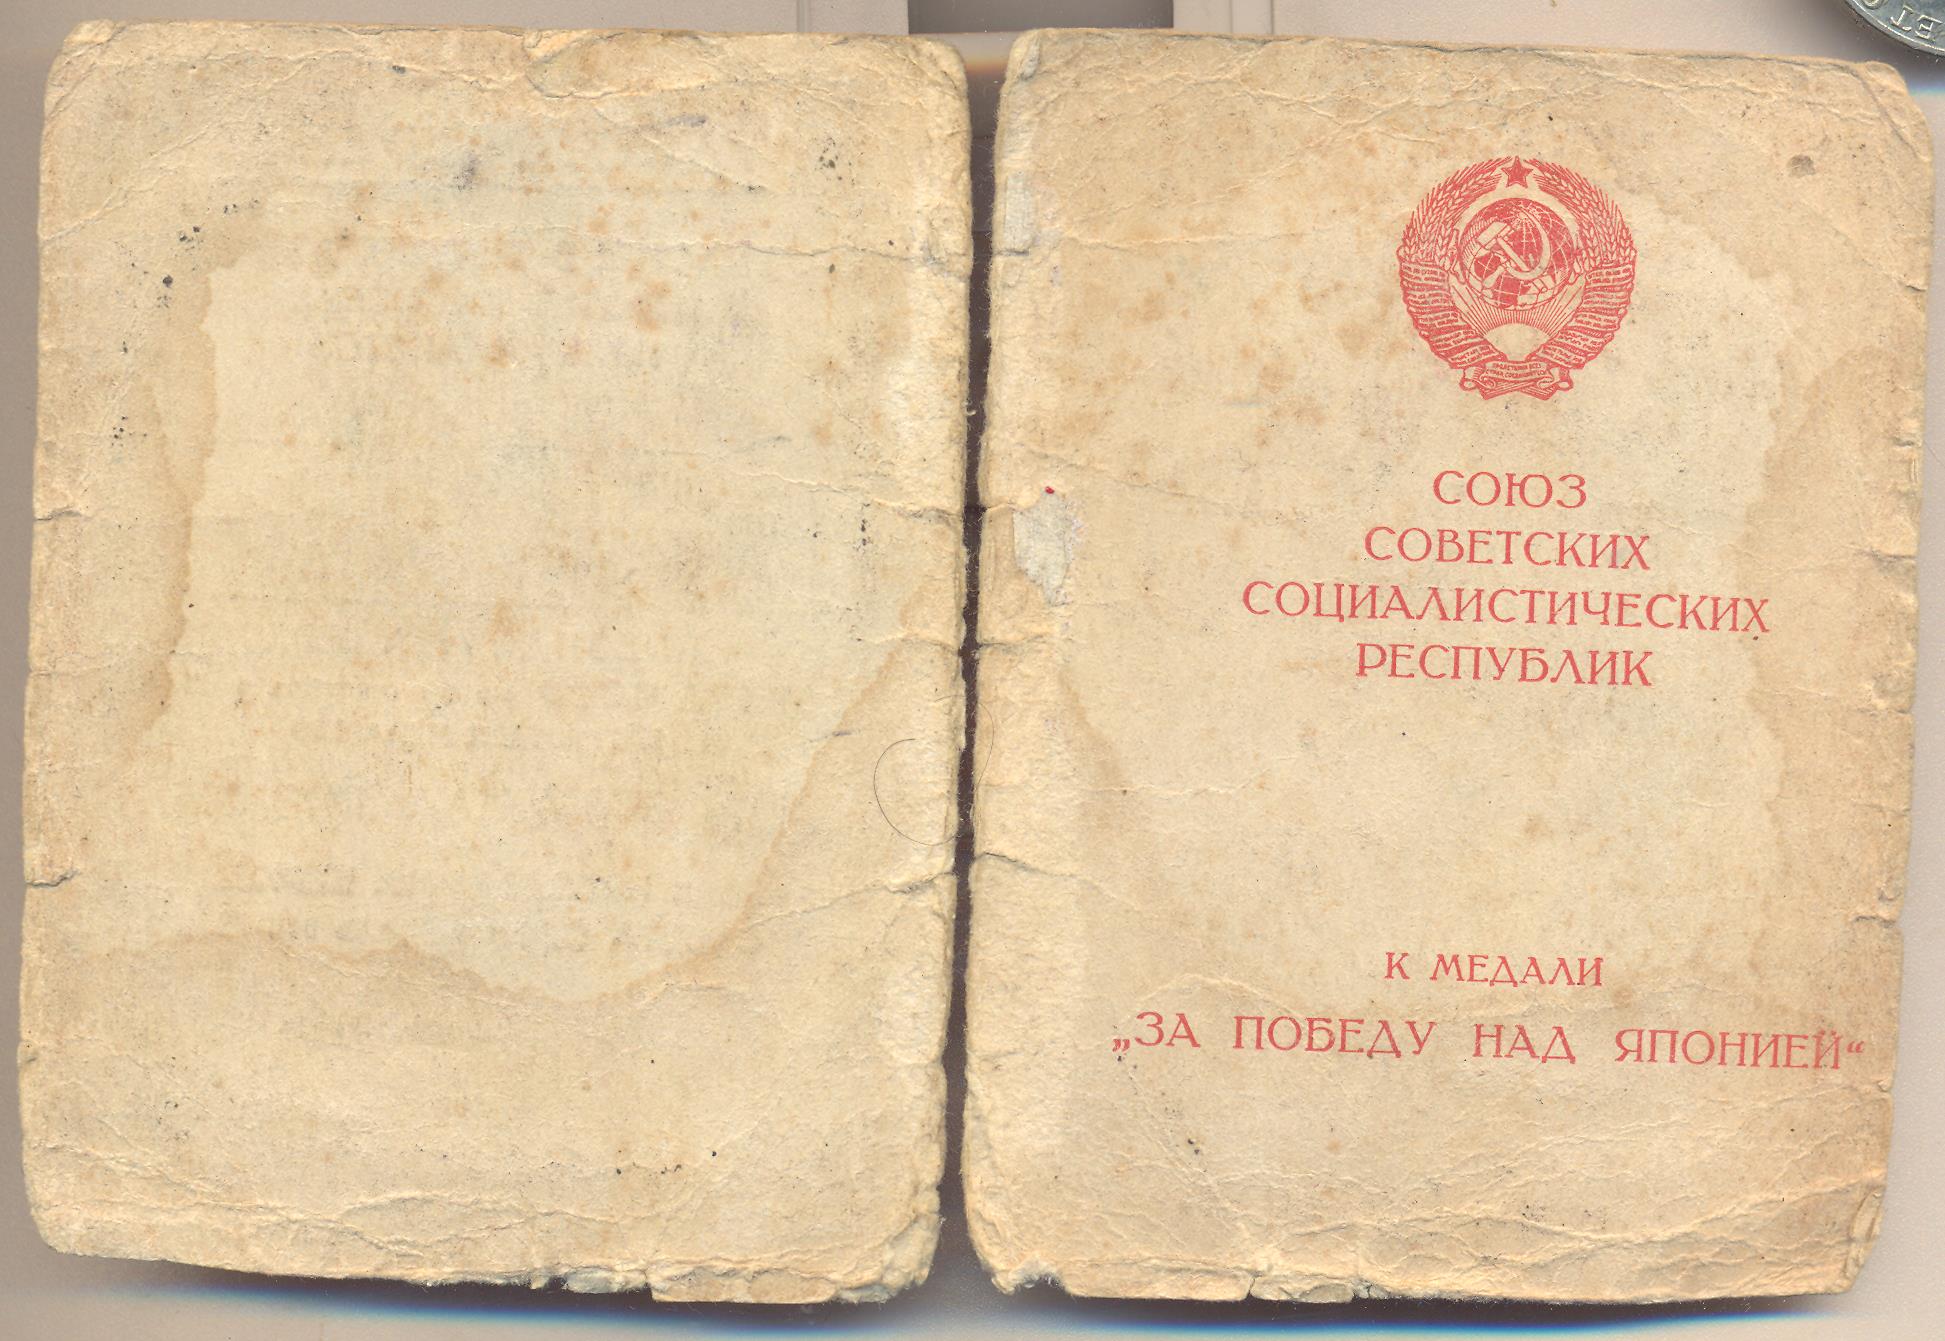 СОЮЗ
СОВЕТСКИХ
СОЦИАЛИСТИЧЕСКИХ
РЕСПУБЛИК
К МЕДАЛИ
„ЗА ПОБЕДУ НАД ЯПОНИЕЙ“